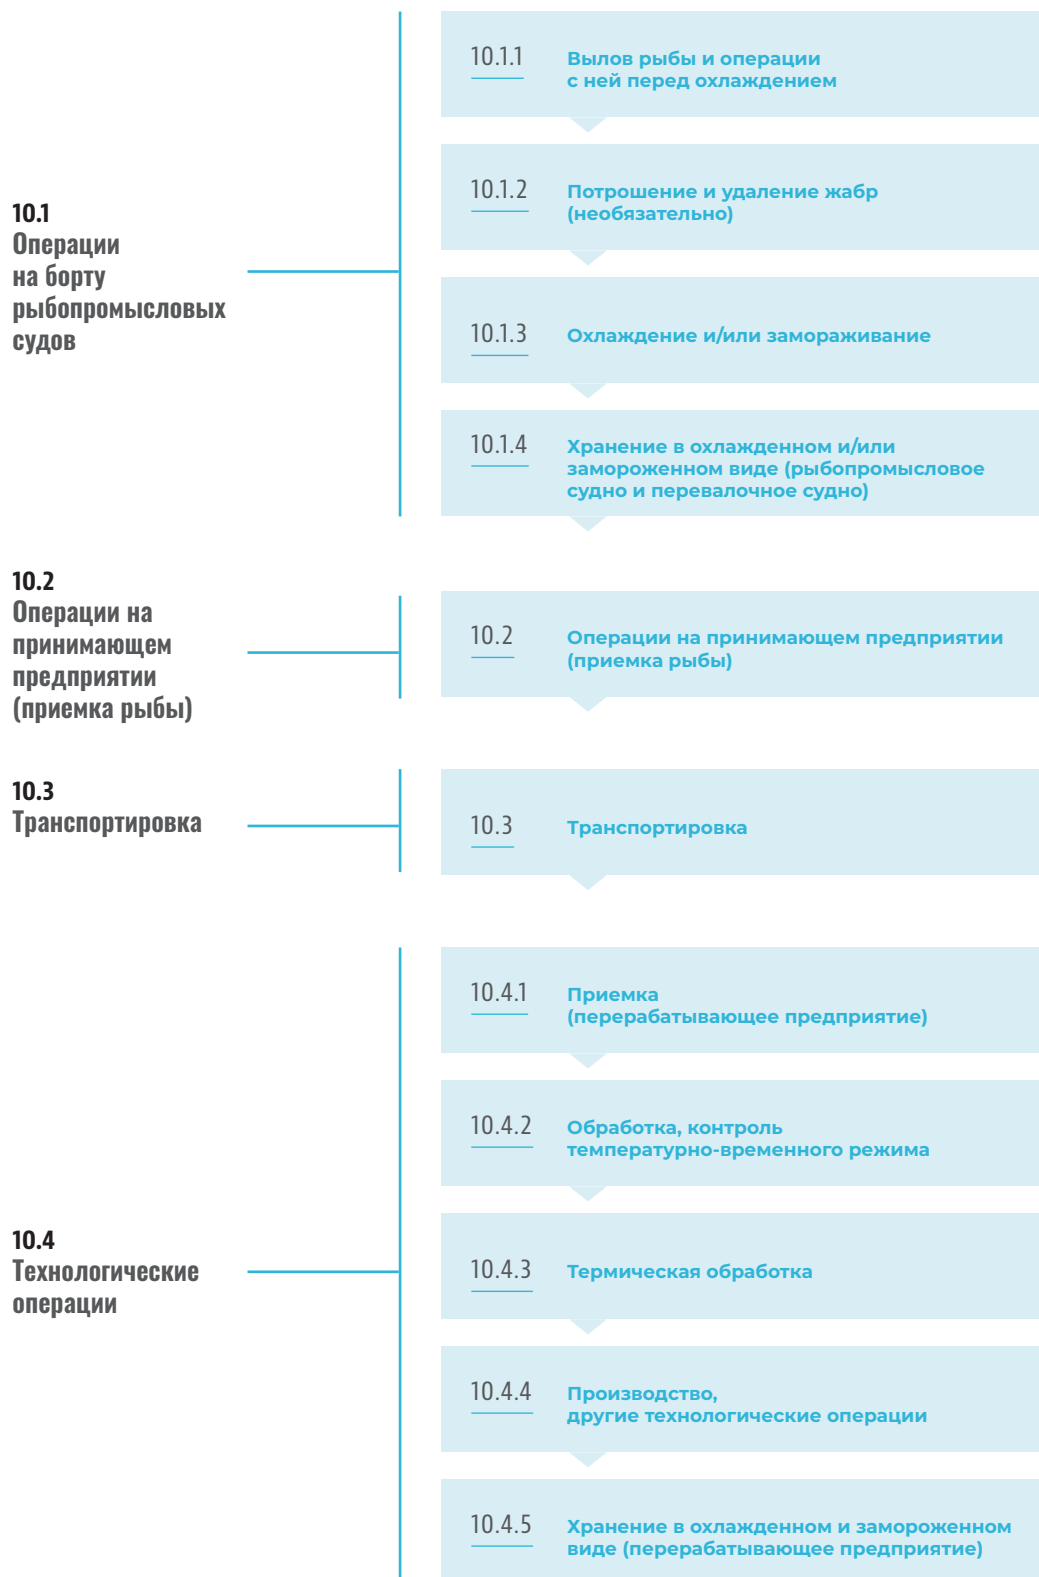 10.1
Операции
на борту
рыбопромысловых
судов
10.1.1
Вылов рыбы и операции
с ней перед охлаждением
10.1.2
Потрошение и удаление жабр
(необязательно)
10.1.3
Охлаждение и/или замораживание
10.1.4
Хранение в охлажденном и/или
замороженном виде (рыбопромысловое
судно и перевалочное судно)
10.2
Операции на
принимающем
предприятии
(приемка рыбы)
10.2
Операции на принимающем предприятии
(приемка рыбы)
10.3
Транспортировка
10.3
Транспортировка
10.4
Технологические
операции
10.4.1
Приемка
(перерабатывающее предприятие)
10.4.2
Обработка, контроль
температурно-временного режима
10.4.3
Термическая обработка
10.4.4
Производство,
другие технологические операции
10.4.5
Хранение в охлажденном и замороженном
виде (перерабатывающее предприятие)